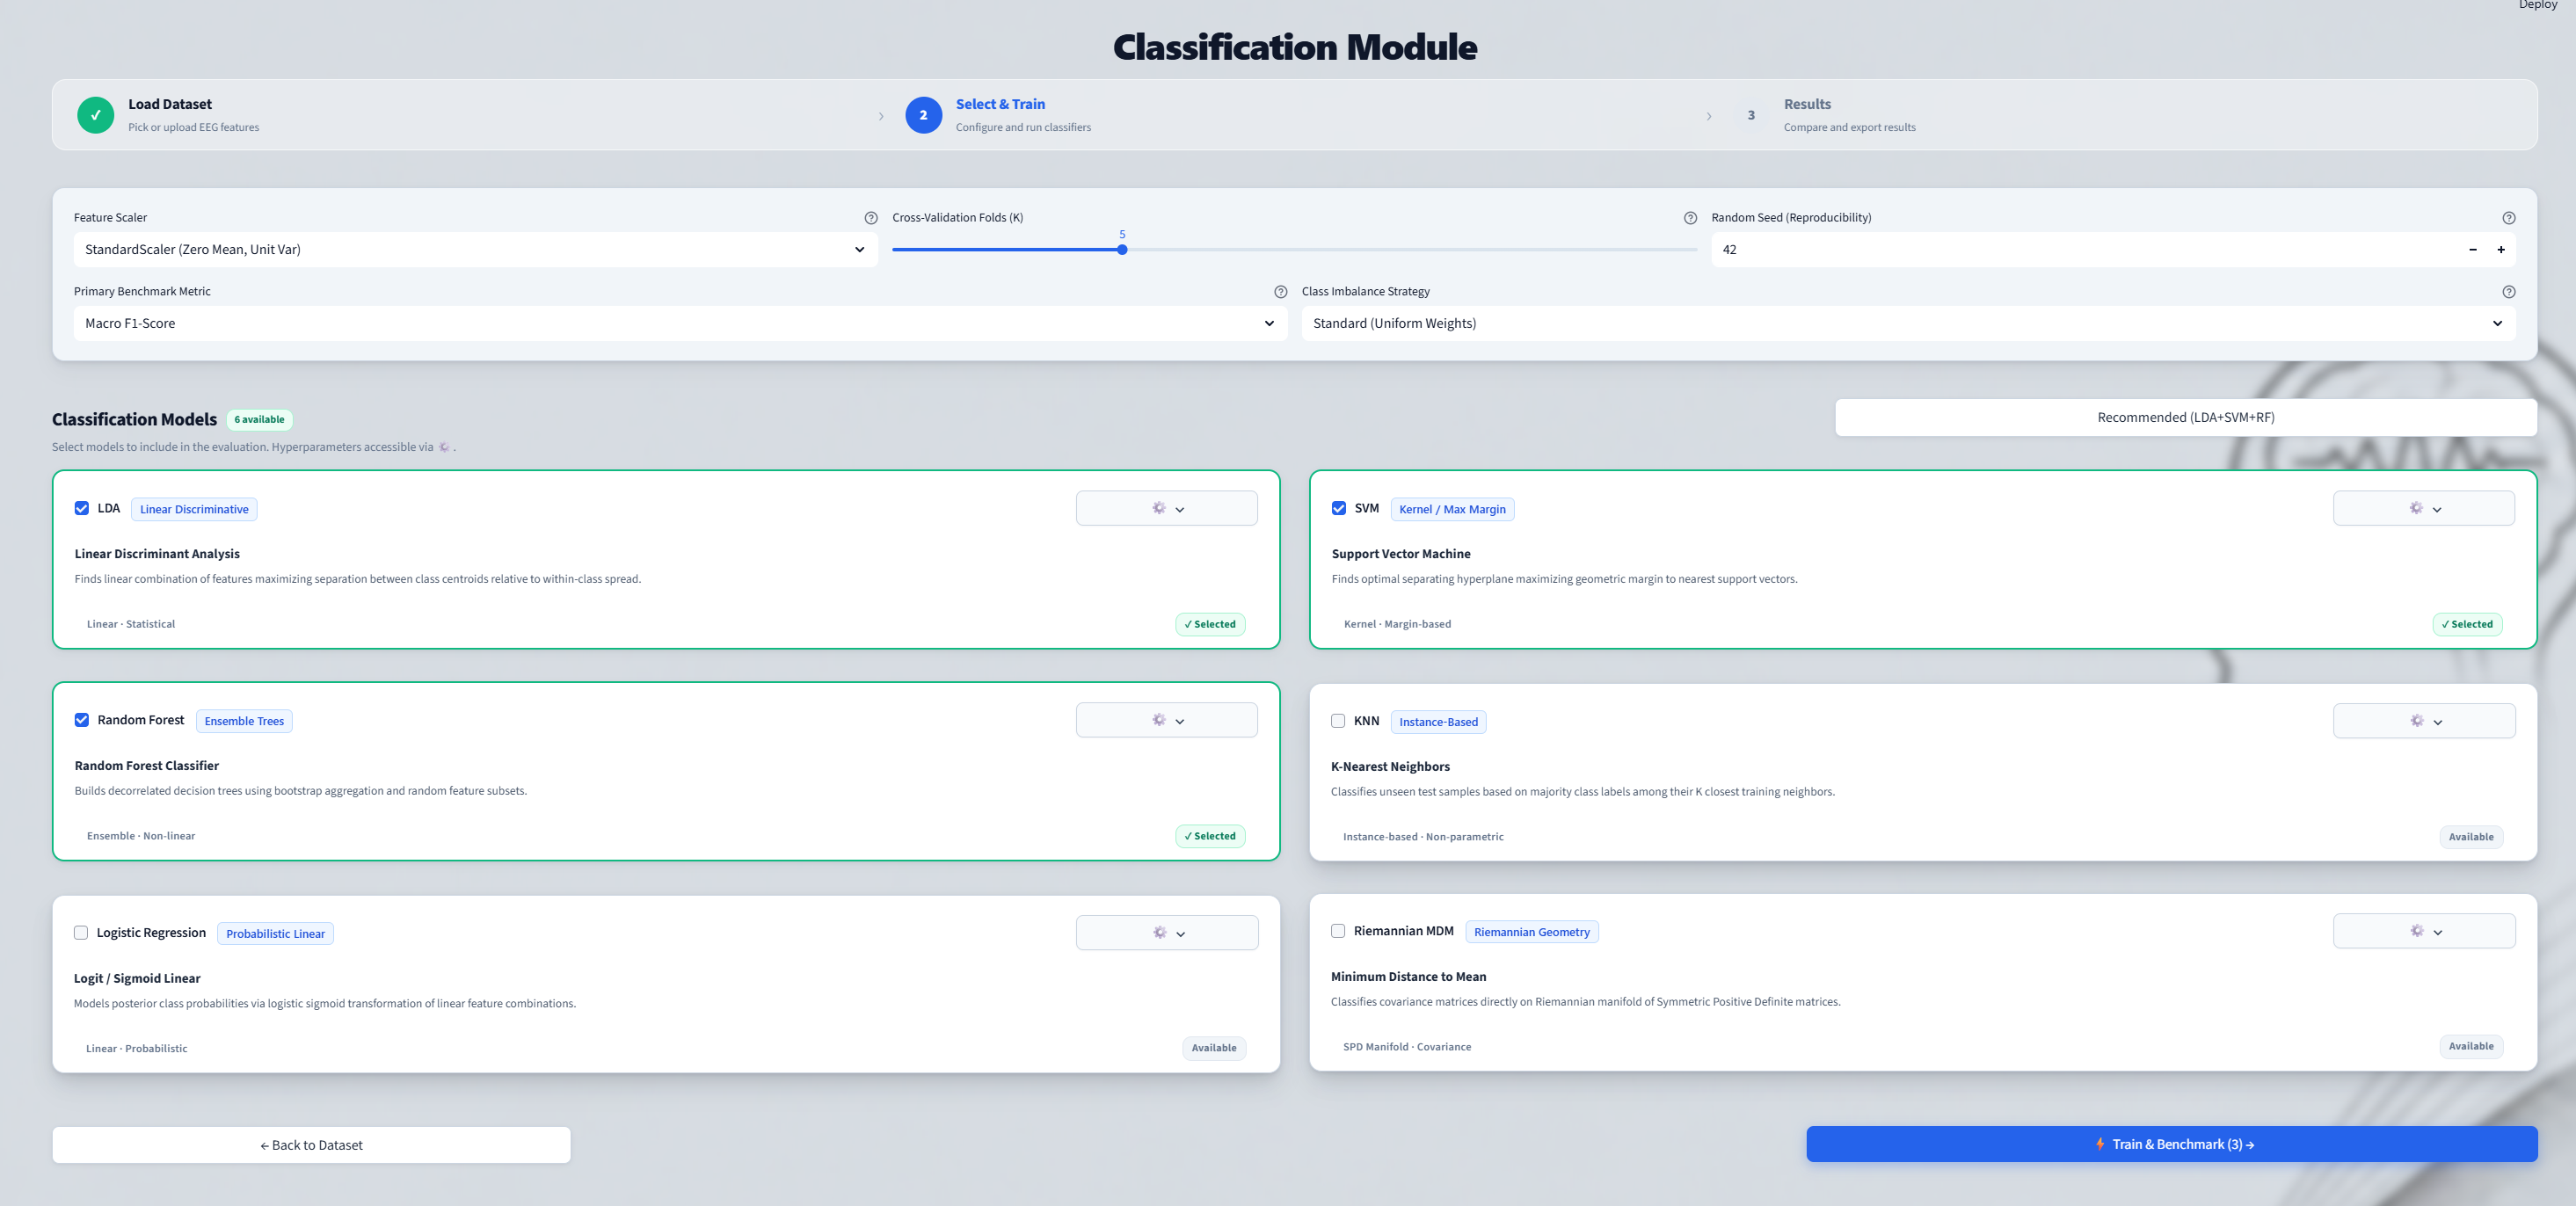 Deploy
Classification Module
✓
Load Dataset
Pick or upload EEG features
›
2
Select & Train
Configure and run classifiers
›
3
Results
Compare and export results
Feature Scaler
StandardScaler (Zero Mean, Unit Var)
Cross-Validation Folds (K)
5
Random Seed (Reproducibility)
42
Primary Benchmark Metric
Macro F1-Score
Class Imbalance Strategy
Standard (Uniform Weights)
Classification Models
6 available
Select models to include in the evaluation. Hyperparameters accessible via ⚙ .
Recommended (LDA+SVM+RF)
LDA
Linear Discriminative
Linear Discriminant Analysis
Finds linear combination of features maximizing separation between class centroids relative to within-class spread.
Linear · Statistical
✓ Selected
SVM
Kernel / Max Margin
Support Vector Machine
Finds optimal separating hyperplane maximizing geometric margin to nearest support vectors.
Kernel · Margin-based
✓ Selected
Random Forest
Ensemble Trees
Random Forest Classifier
Builds decorrelated decision trees using bootstrap aggregation and random feature subsets.
Ensemble · Non-linear
✓ Selected
KNN
Instance-Based
K-Nearest Neighbors
Classifies unseen test samples based on majority class labels among their K closest training neighbors.
Instance-based · Non-parametric
Available
Logistic Regression
Probabilistic Linear
Logit / Sigmoid Linear
Models posterior class probabilities via logistic sigmoid transformation of linear feature combinations.
Linear · Probabilistic
Available
Riemannian MDM
Riemannian Geometry
Minimum Distance to Mean
Classifies covariance matrices directly on Riemannian manifold of Symmetric Positive Definite matrices.
SPD Manifold · Covariance
Available
← Back to Dataset
⚡ Train & Benchmark (3) →